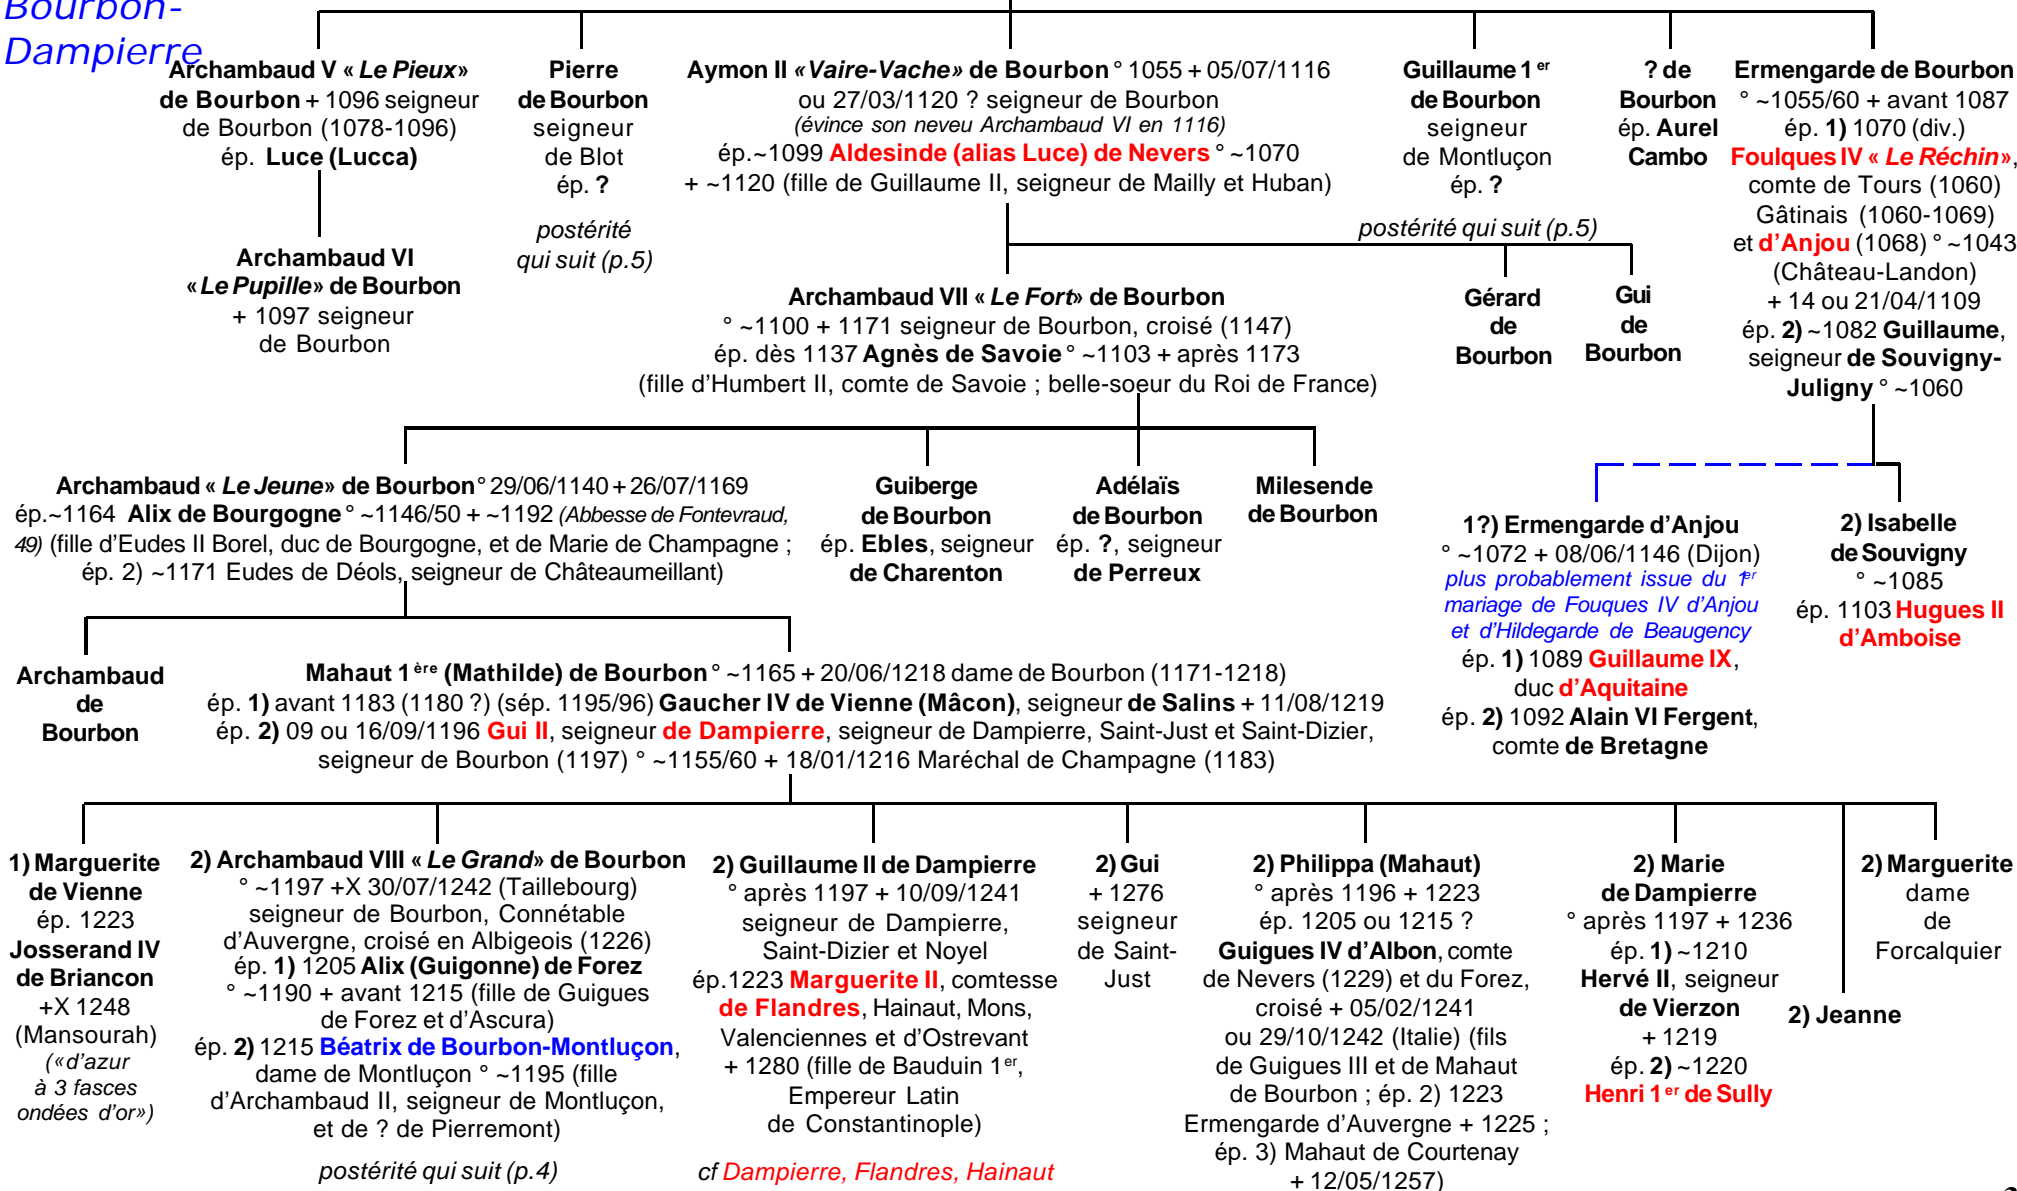 Bourbon-
Dampierre
Archambaud V « Le Pieux»
de Bourbon + 1096 seigneur
de Bourbon (1078-1096)
ép. Luce (Lucca)
Pierre
de Bourbon
seigneur
de Blot
ép. ?
postérité
qui suit (p.5)
Aymon II «Vaire-Vache» de Bourbon ° 1055 + 05/07/1116
ou 27/03/1120 ? seigneur de Bourbon
(évince son neveu Archambaud VI en 1116)
ép.~1099 Aldesinde (alias Luce) de Nevers ° ~1070
+ ~1120 (fille de Guillaume II, seigneur de Mailly et Huban)
Guillaume 1er
de Bourbon
seigneur
de Montluçon
ép. ?
postérité qui suit (p.5)
? de
Bourbon
ép. Aurel
Cambo
Ermengarde de Bourbon
° ~1055/60 + avant 1087
ép. 1) 1070 (div.)
Foulques IV « Le Réchin»,
comte de Tours (1060)
Gâtinais (1060-1069)
et d'Anjou (1068) ° ~1043
(Château-Landon)
+ 14 ou 21/04/1109
ép. 2) ~1082 Guillaume,
seigneur de Souvigny-
Juligny ° ~1060
Archambaud VI
«Le Pupille» de Bourbon
+ 1097 seigneur
de Bourbon
Archambaud VII « Le Fort» de Bourbon
° ~1100 + 1171 seigneur de Bourbon, croisé (1147)
ép. dès 1137 Agnès de Savoie ° ~1103 + après 1173
(fille d'Humbert II, comte de Savoie ; belle-soeur du Roi de France)
Gérard
de
Bourbon
Gui
de
Bourbon
Archambaud « Le Jeune» de Bourbon ° 29/06/1140 + 26/07/1169
ép.~1164 Alix de Bourgogne ° ~1146/50 + ~1192 (Abbesse de Fontevraud,
49) (fille d'Eudes II Borel, duc de Bourgogne, et de Marie de Champagne ;
ép. 2) ~1171 Eudes de Déols, seigneur de Châteaumeillant)
Guiberge
de Bourbon
ép. Ebles, seigneur
de Charenton
Adélaïs
de Bourbon
ép. ?, seigneur
de Perreux
Milesende
de Bourbon
1?) Ermengarde d'Anjou
° ~1072 + 08/06/1146 (Dijon)
plus probablement issue du 1er
mariage de Fouques IV d'Anjou
et d'Hildegarde de Beaugency
ép. 1) 1089 Guillaume IX,
duc d'Aquitaine
ép. 2) 1092 Alain VI Fergent,
comte de Bretagne
2) Isabelle
de Souvigny
° ~1085
ép. 1103 Hugues II
d'Amboise
Archambaud
de
Bourbon
Mahaut 1ère (Mathilde) de Bourbon ° ~1165 + 20/06/1218 dame de Bourbon (1171-1218)
ép. 1) avant 1183 (1180 ?) (sép. 1195/96) Gaucher IV de Vienne (Mâcon), seigneur de Salins + 11/08/1219
ép. 2) 09 ou 16/09/1196 Gui II, seigneur de Dampierre, seigneur de Dampierre, Saint-Just et Saint-Dizier,
seigneur de Bourbon (1197) ° ~1155/60 + 18/01/1216 Maréchal de Champagne (1183)
1) Marguerite
de Vienne
ép. 1223
Josserand IV
de Briancon
+X 1248
(Mansourah)
(«d'azur
à 3 fasces
ondées d'or»)
2) Archambaud VIII « Le Grand» de Bourbon
° ~1197 +X 30/07/1242 (Taillebourg)
seigneur de Bourbon, Connétable
d'Auvergne, croisé en Albigeois (1226)
ép. 1) 1205 Alix (Guigonne) de Forez
° ~1190 + avant 1215 (fille de Guigues
de Forez et d'Ascura)
ép. 2) 1215 Béatrix de Bourbon-Montluçon,
dame de Montluçon ° ~1195 (fille
d'Archambaud II, seigneur de Montluçon,
et de ? de Pierremont)
postérité qui suit (p.4)
2) Guillaume II de Dampierre
° après 1197 + 10/09/1241
seigneur de Dampierre,
Saint-Dizier et Noyel
ép.1223 Marguerite II, comtesse
de Flandres, Hainaut, Mons,
Valenciennes et d'Ostrevant
+ 1280 (fille de Bauduin 1er,
Empereur Latin
de Constantinople)
cf Dampierre, Flandres, Hainaut
2) Gui
+ 1276
seigneur
de Saint-
Just
2) Philippa (Mahaut)
° après 1196 + 1223
ép. 1205 ou 1215 ?
Guigues IV d'Albon, comte
de Nevers (1229) et du Forez,
croisé + 05/02/1241
ou 29/10/1242 (Italie) (fils
de Guigues III et de Mahaut
de Bourbon ; ép. 2) 1223
Ermengarde d'Auvergne + 1225 ;
ép. 3) Mahaut de Courtenay
+ 12/05/1257)
2) Marie
de Dampierre
° après 1197 + 1236
ép. 1) ~1210
Hervé II, seigneur
de Vierzon
+ 1219
ép. 2) ~1220
Henri 1er de Sully
2) Jeanne
2) Marguerite
dame
de
Forcalquier